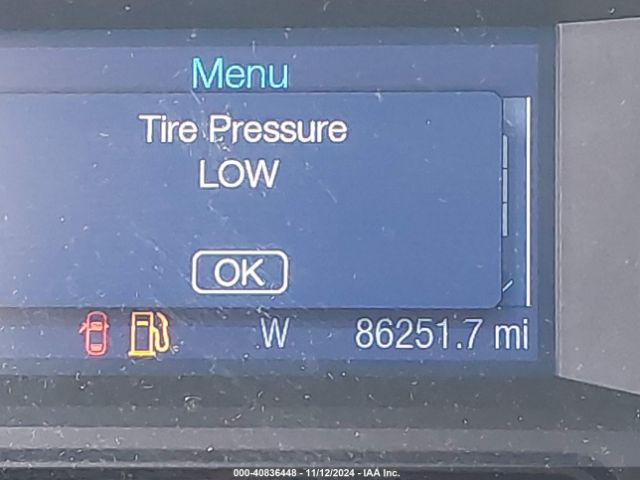 Menu
Tire Pressure
LOW
OK
W 86251.7 mi
000-40836448 - 11/12/2024 - IAA Inc.